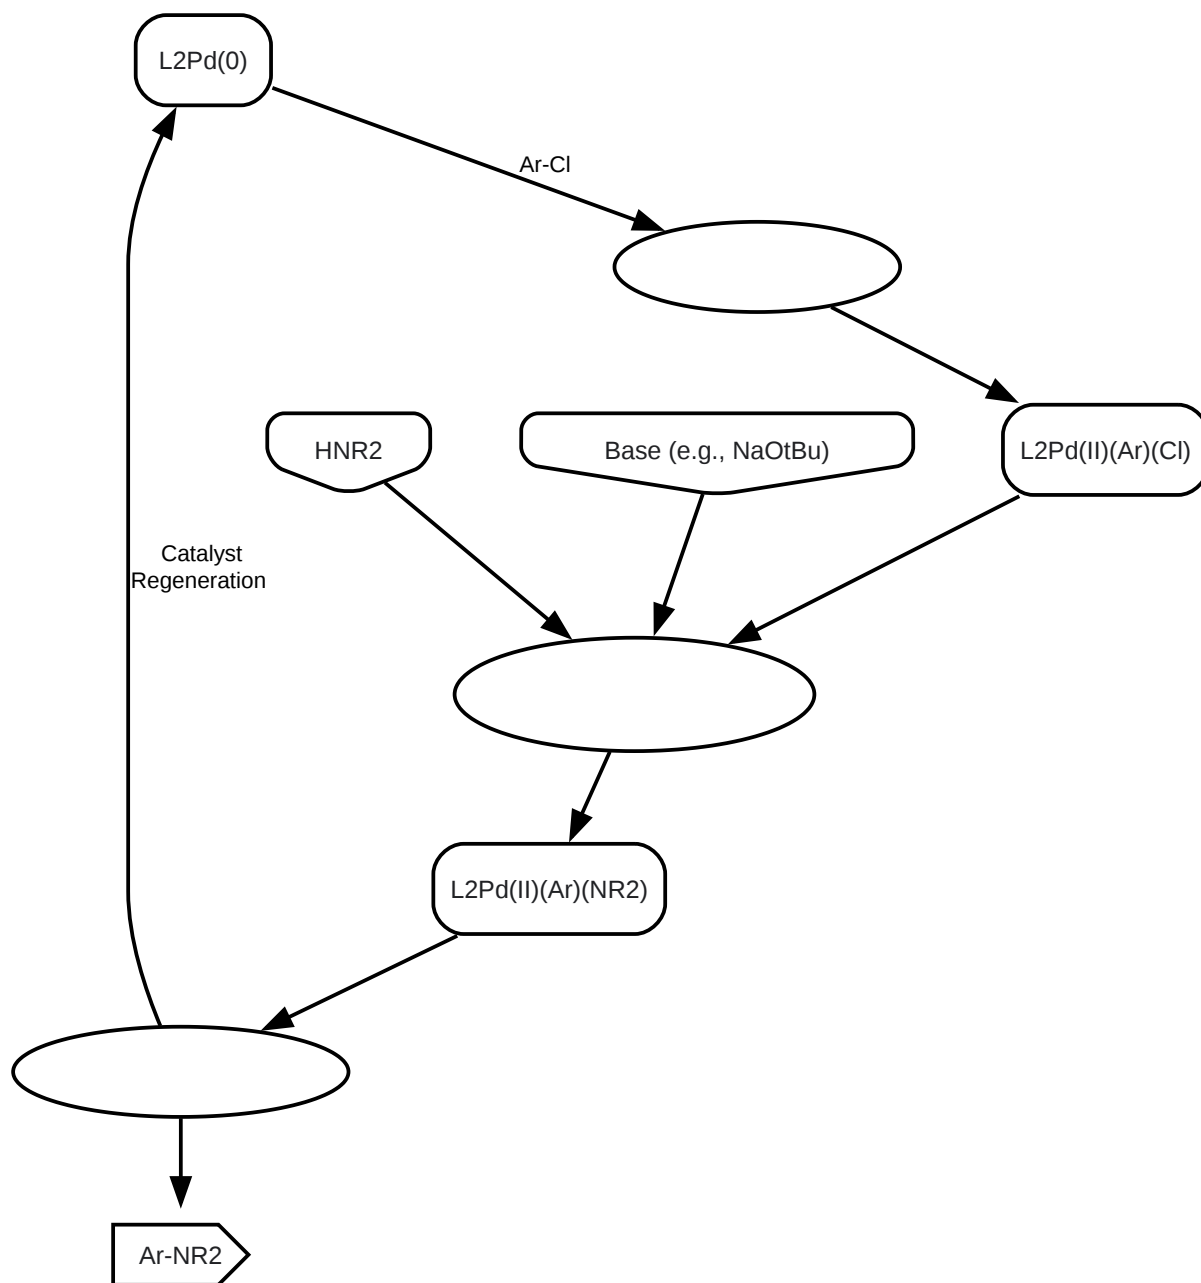 L2Pd(0)
Ar-Cl
HNR2
Base (e.g., NaOtBu)
L2Pd(II)(Ar)(Cl)
Catalyst
Regeneration
L2Pd(II)(Ar)(NR2)
Ar-NR2